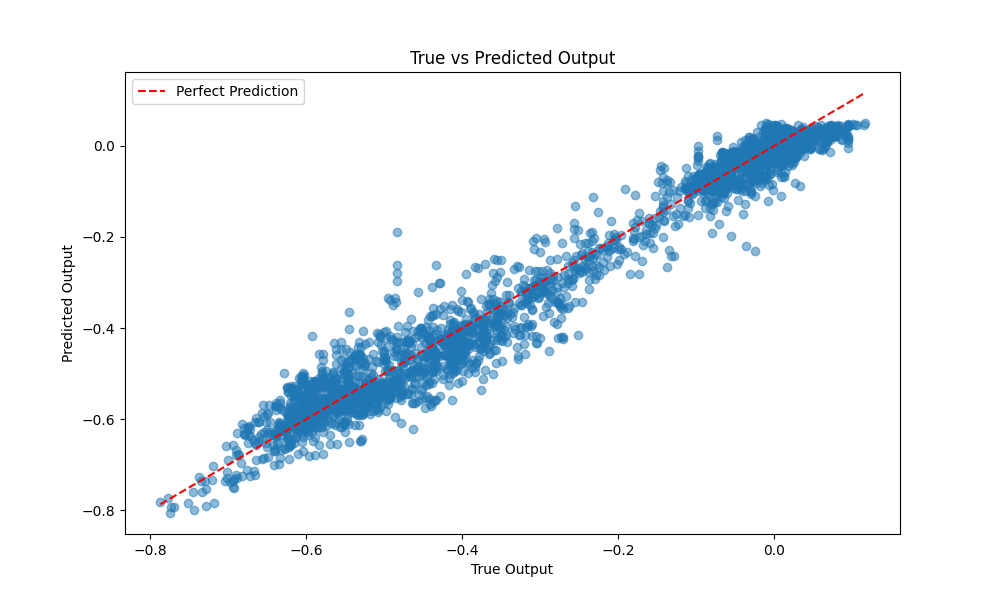 True vs Predicted Output
Perfect Prediction
0.0
−0.2
−0.4
−0.6
−0.8
Predicted Output
−0.8
−0.6
−0.4
−0.2
0.0
True Output